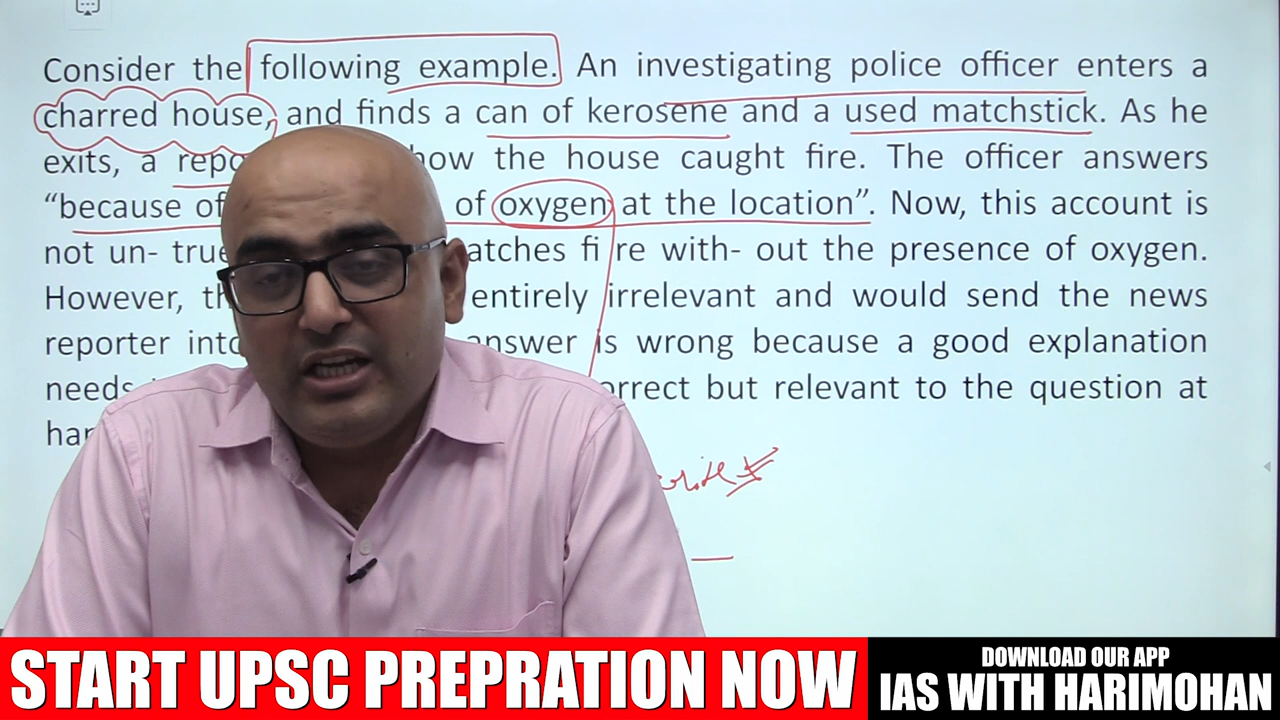 Consider the following example. An investigating police officer enters a
charred house, and finds a can of kerosene and a used matchstick. As he
exits, a how the house caught fire. The officer answers
“because of of oxygen at the location”. Now, this account is
not un- true atches fi re with- out the presence of oxygen.
However, entirely irrelevant and would send the news
reporter into answer is wrong because a good explanation
needs rrect but relevant to the question at
START UPSC PREPRATION NOW
DOWNLOAD OUR APP
IAS WITH HARIMOHAN